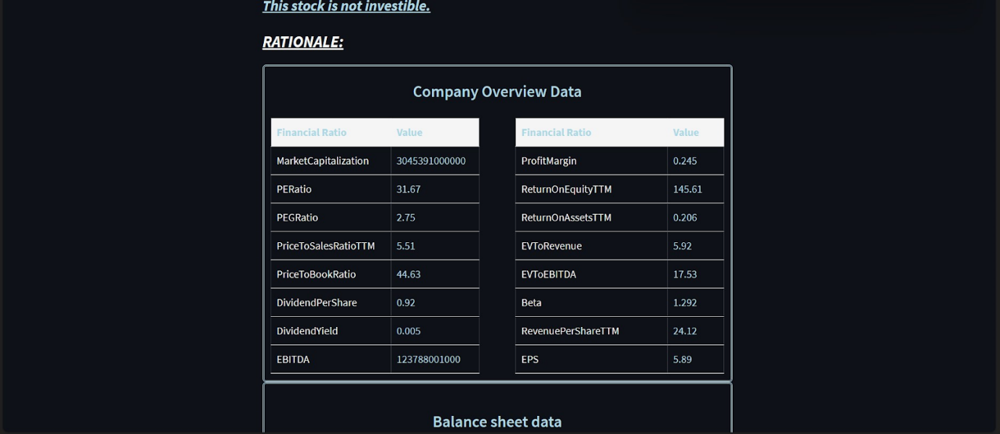 This stock is not investible.
RATIONALE:
Company Overview Data
Financial Ratio Value Financial Ratio Value
MarketCapitalization 3045391000000 ProfitMargin 0.245
PERatio 31.67 ReturnOnEquityTTM 145.61
PEGRatio 2.75 ReturnOnAssetsTTM 0.206
PriceToSalesRatioTTM 5.51 EVToRevenue 5.92
PriceToBookRatio 44.63 EVToEBITDA 17.53
DividendPerShare 0.92 Beta 1.292
DividendYield 0.005 RevenuePerShareTTM 24.12
EBITDA 123788001000 EPS 5.89
Balance sheet data